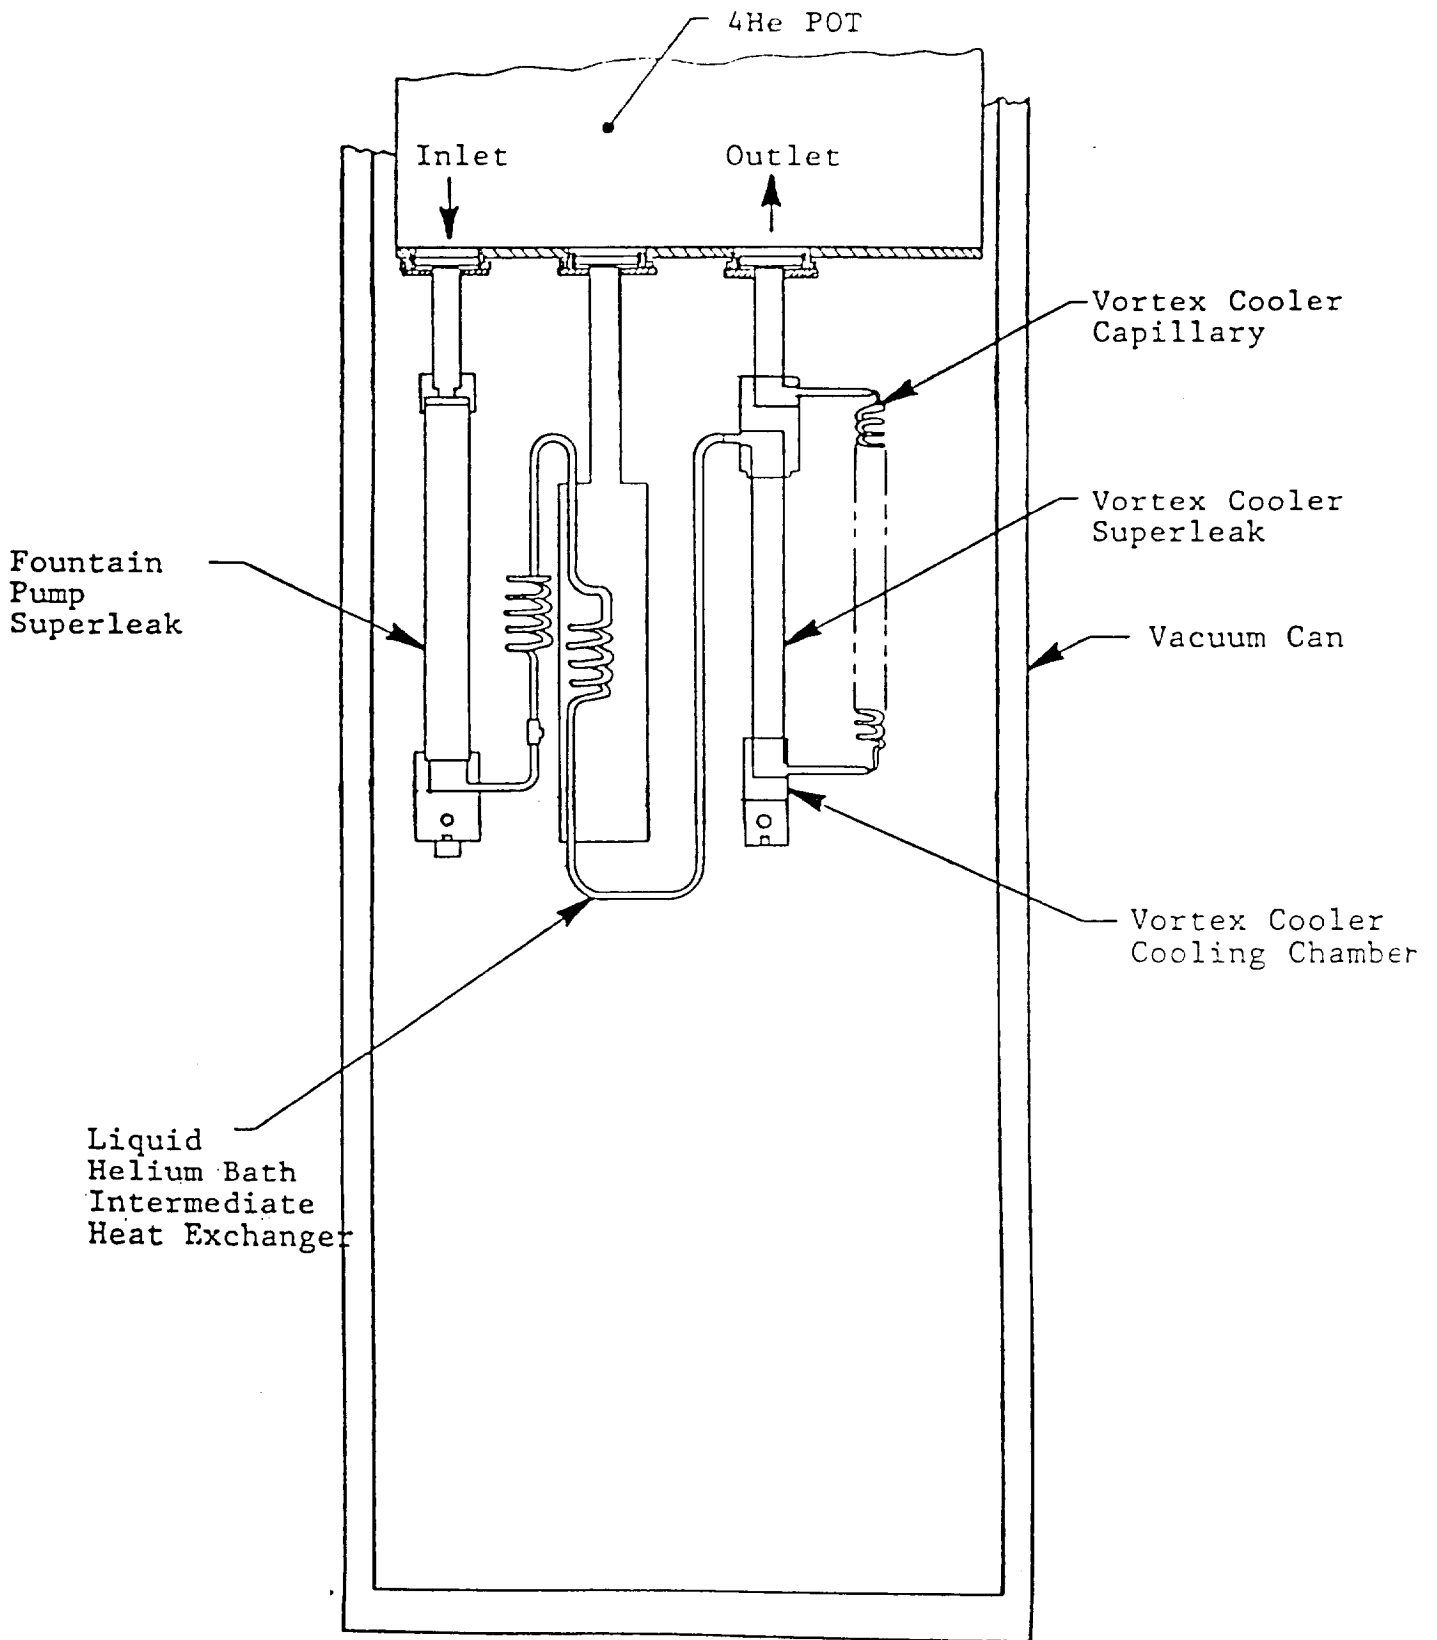 4He POT
Inlet
Outlet
Vortex Cooler
Capillary
Vortex Cooler
Superleak
Fountain
Pump
Superleak
Vacuum Can
Vortex Cooler
Cooling Chamber
Liquid
Helium Bath
Intermediate
Heat Exchanger